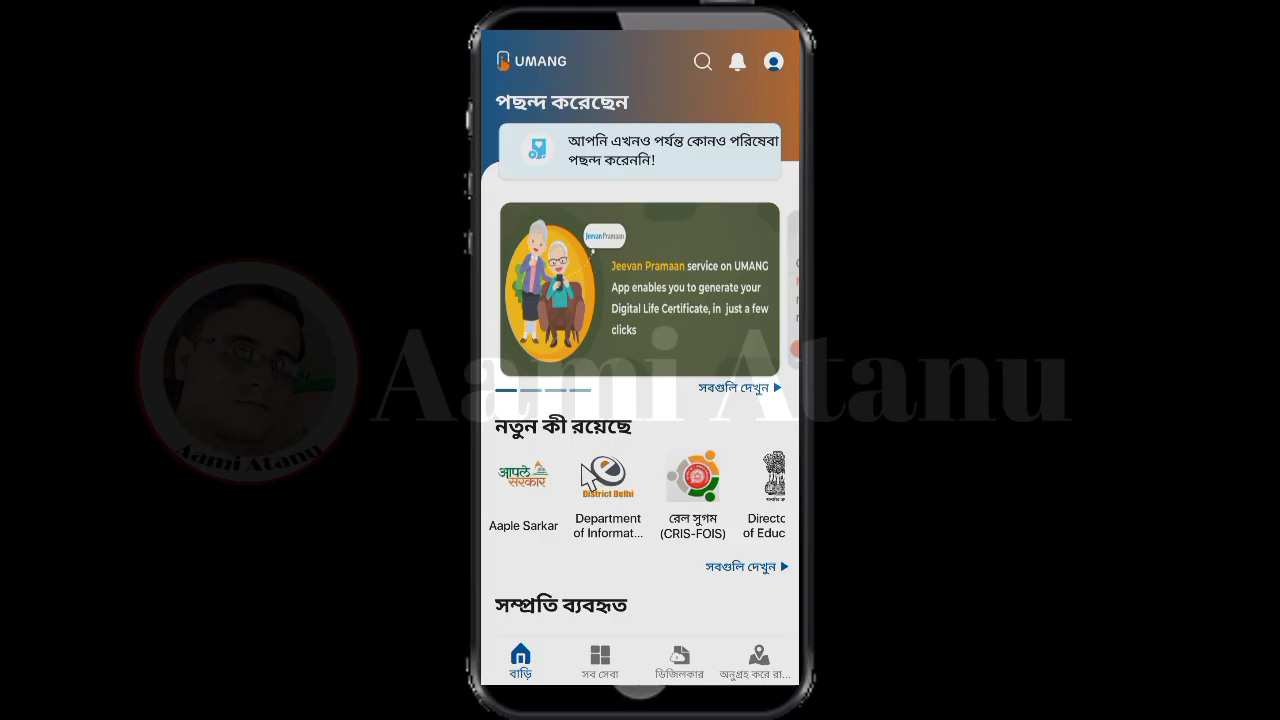 UMANG
পছন্দ করেছেন
আপনি এখনও পর্যন্ত কোনও পরিষেবা
পছন্দ করেননি!
Jeevan Pramaan
Jeevan Pramaan service on UMANG
App enables you to generate your
Digital Life Certificate, in just a few
clicks
সবগুলি দেখুন
Aami Atanu
Aami Atanu
নতুন কী রয়েছে
आपले
सरकार
District Delhi
Aaple Sarkar
Department
of Informat...
রেল সুগম
(CRIS-FOIS)
Directo
of Educ
সবগুলি দেখুন
সম্প্রতি ব্যবহৃত
বাড়ি
সব সেবা
ডিজিলকার
অনুগ্রহ করে রা...